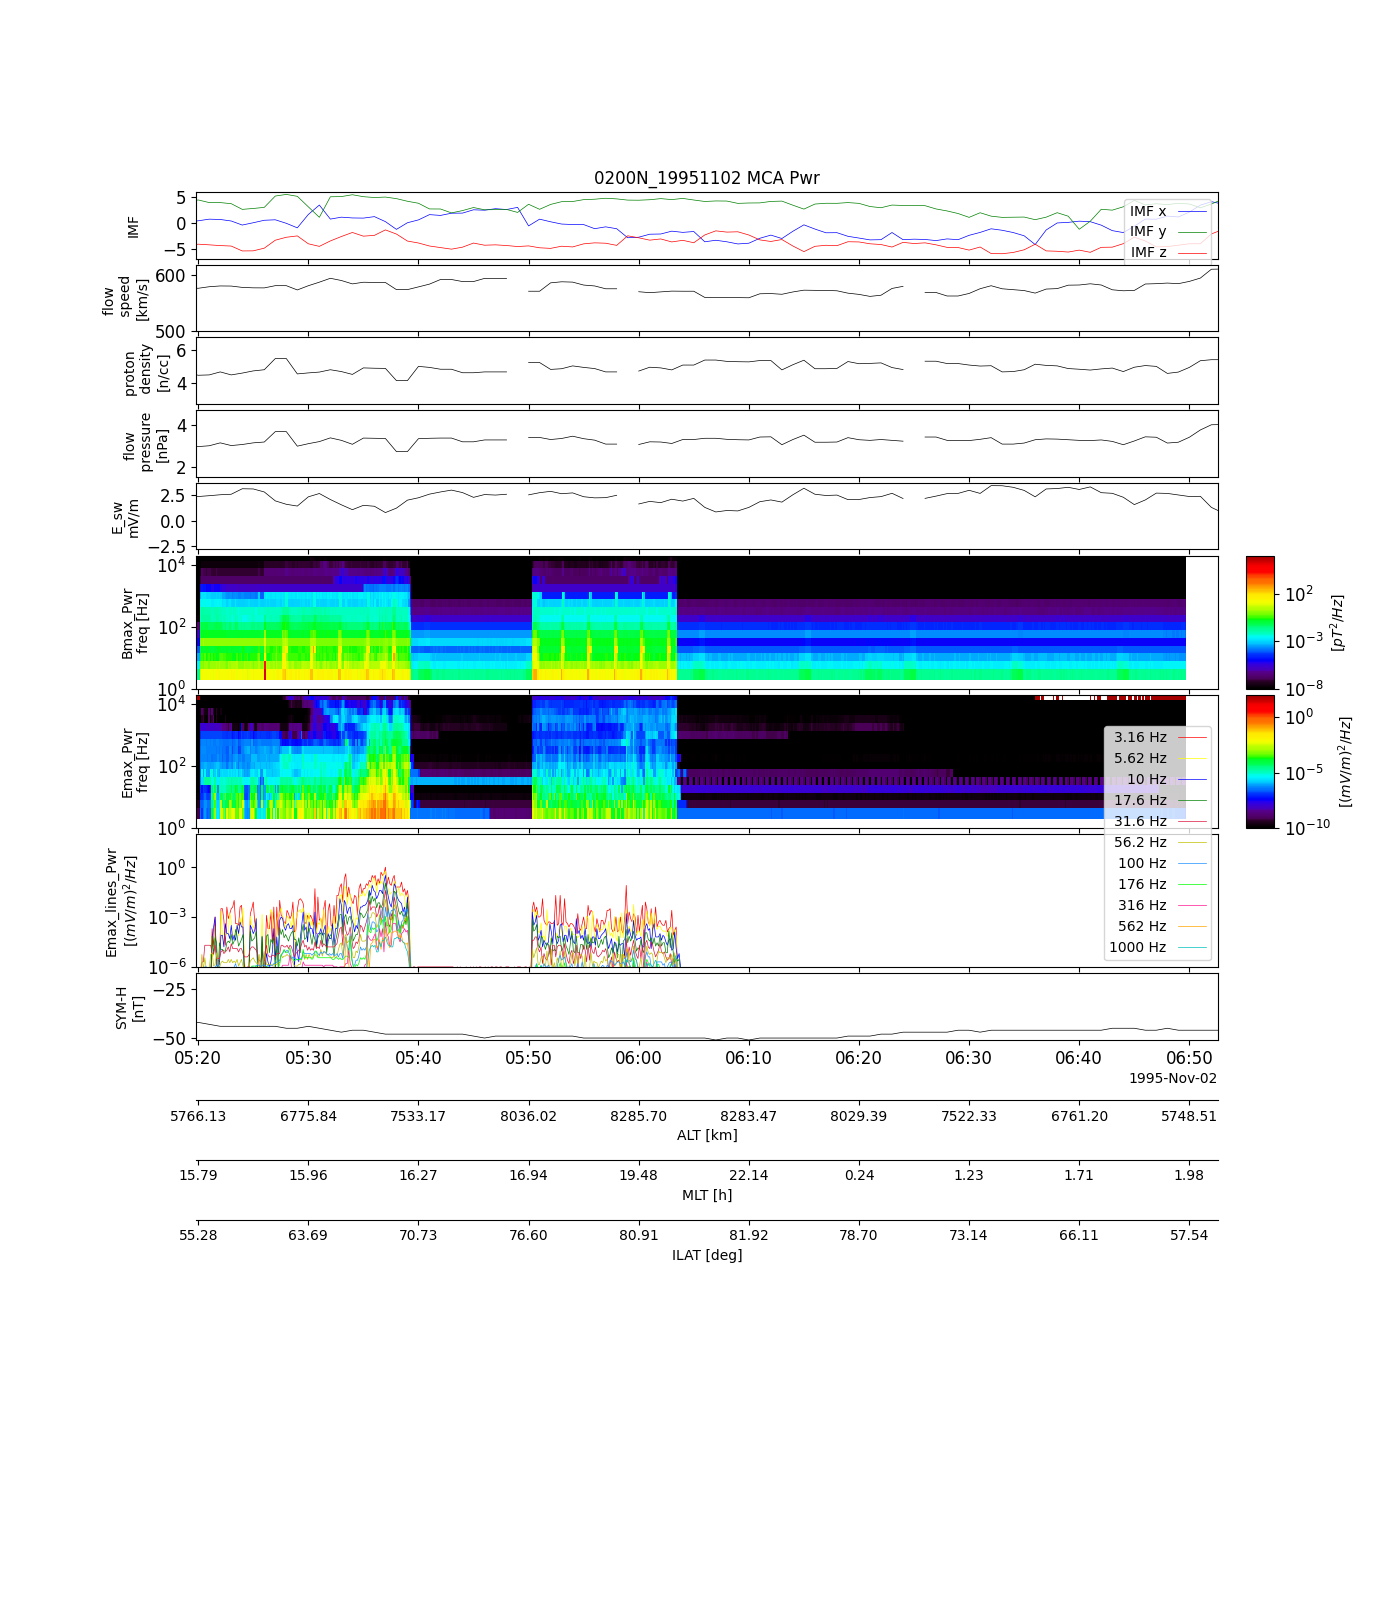 0200N_19951102 MCA Pwr
5
0
−5
IMF
IMF x
IMF y
IMF z
600
500
flow
speed
[km/s]
6
4
proton
density
[n/cc]
4
2
flow
pressure
[nPa]
2.5
0.0
−2.5
E_sw
mV/m
10^4
10^2
10^0
Bmax_Pwr
freq [Hz]
10^2
10^−3
10^−8
[pT^2/Hz]
10^4
10^2
10^0
Emax_Pwr
freq [Hz]
10^0
10^−5
10^−10
[(mV/m)^2/Hz]
3.16 Hz
5.62 Hz
10 Hz
17.6 Hz
31.6 Hz
56.2 Hz
100 Hz
176 Hz
316 Hz
562 Hz
1000 Hz
10^0
10^−3
10^−6
Emax_lines_Pwr
[(mV/m)^2/Hz]
−25
−50
SYM-H
[nT]
05:20 05:30 05:40 05:50 06:00 06:10 06:20 06:30 06:40 06:50
1995-Nov-02
5766.13 6775.84 7533.17 8036.02 8285.70 8283.47 8029.39 7522.33 6761.20 5748.51
ALT [km]
15.79 15.96 16.27 16.94 19.48 22.14 0.24 1.23 1.71 1.98
MLT [h]
55.28 63.69 70.73 76.60 80.91 81.92 78.70 73.14 66.11 57.54
ILAT [deg]